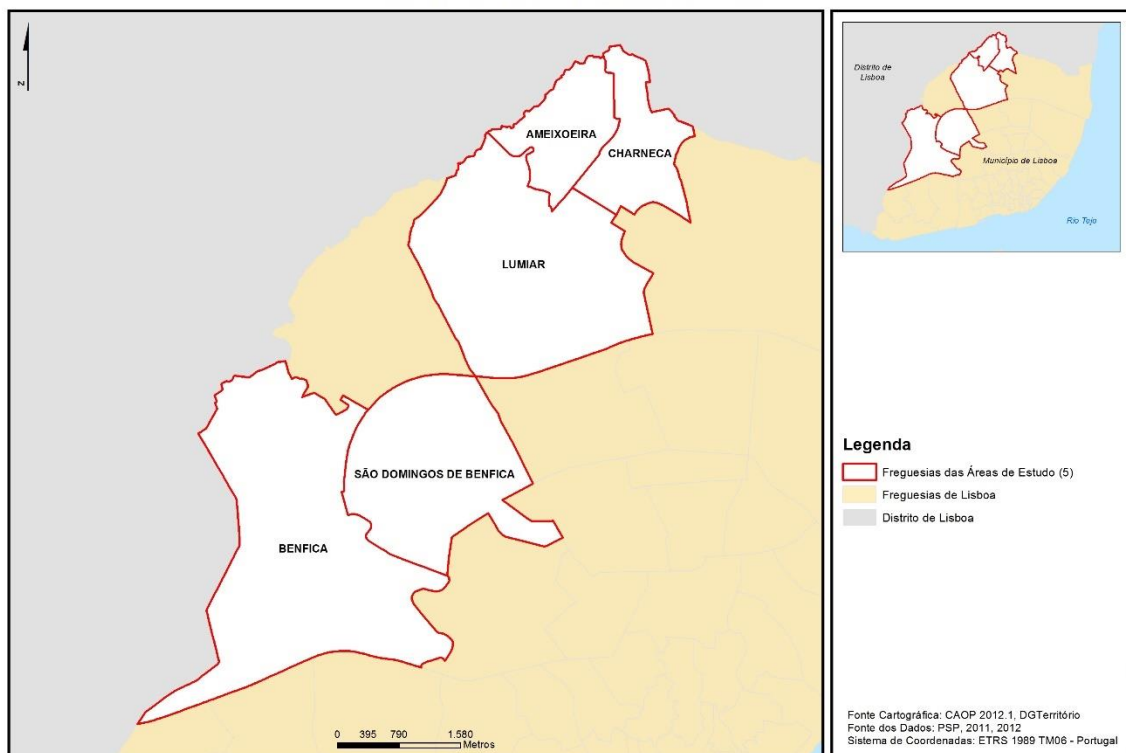 N
AMEIXOEIRA
CHARNECA
LUMIAR
SÃO DOMINGOS DE BENFICA
BENFICA
0 395 790 1.580
Metros
Distrito de
Lisboa
Município de Lisboa
Rio Tejo
Legenda
Freguesias das Áreas de Estudo (5)
Freguesias de Lisboa
Distrito de Lisboa
Fonte Cartográfica: CAOP 2012.1, DGTerritório
Fonte dos Dados: PSP, 2011, 2012
Sistema de Coordenadas: ETRS 1989 TM06 - Portugal